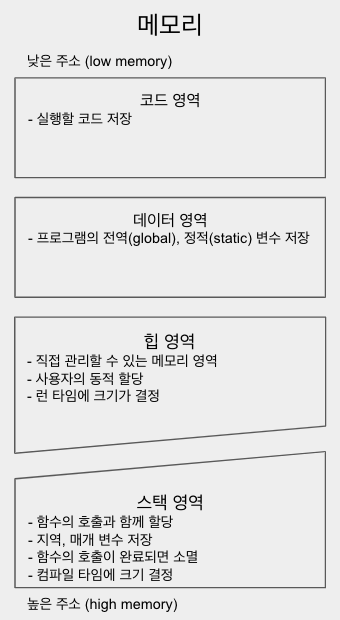 메모리
낮은 주소 (low memory)
코드 영역
- 실행할 코드 저장
데이터 영역
- 프로그램의 전역(global), 정적(static) 변수 저장
힙 영역
- 직접 관리할 수 있는 메모리 영역
- 사용자의 동적 할당
- 런 타임에 크기가 결정
스택 영역
- 함수의 호출과 함께 할당
- 지역, 매개 변수 저장
- 함수의 호출이 완료되면 소멸
- 컴파일 타임에 크기 결정
높은 주소 (high memory)